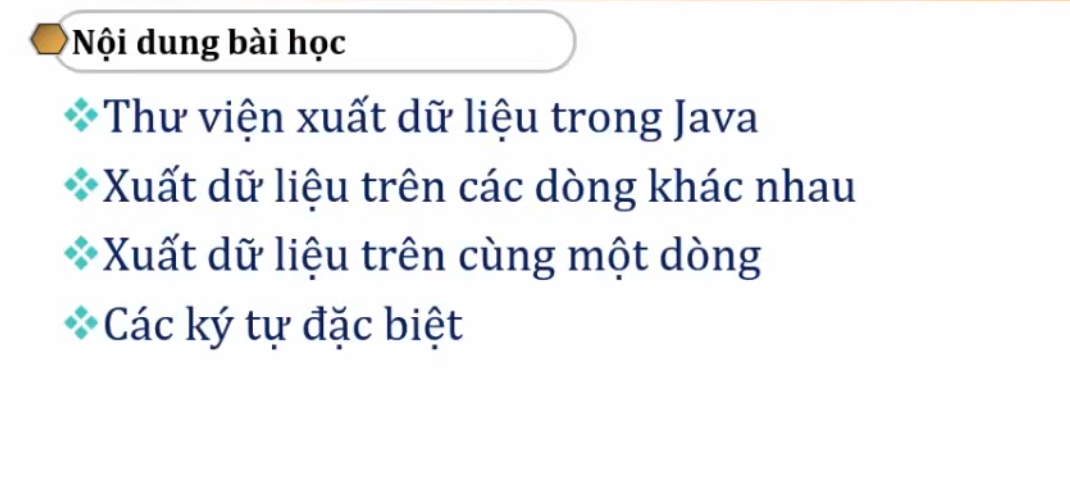 Nội dung bài học
Thư viện xuất dữ liệu trong Java
Xuất dữ liệu trên các dòng khác nhau
Xuất dữ liệu trên cùng một dòng
Các ký tự đặc biệt